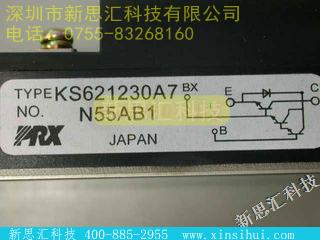 深圳市新思汇科技有限公司
电话：0755-83268160
TYPE KS621230A7
NO. N55AB1
BX
E
C
B
PRX
JAPAN
新思汇科技
新思汇科技 400-885-2955 www.xinsihui.com